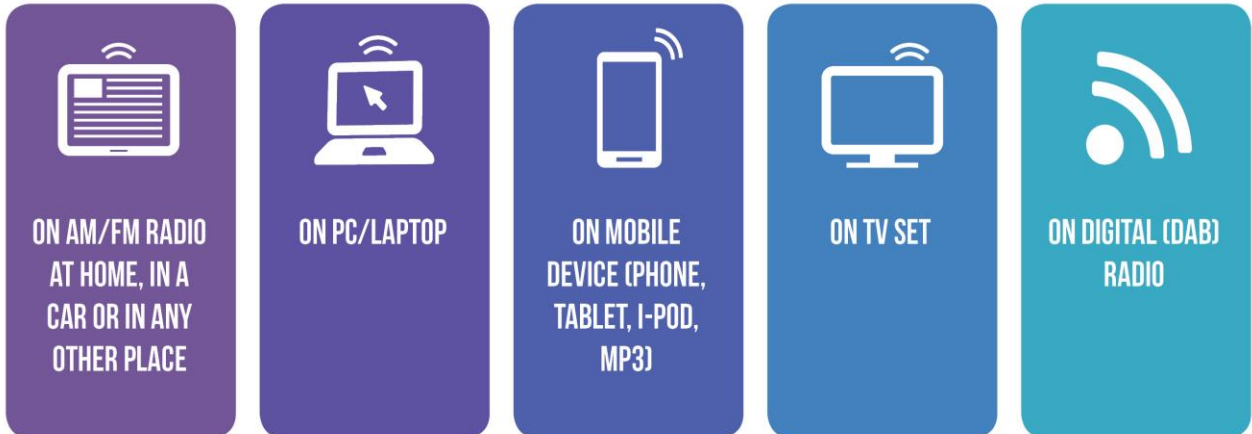 ON AM/FM RADIO
AT HOME, IN A
CAR OR IN ANY
OTHER PLACE
ON PC/LAPTOP
ON MOBILE
DEVICE (PHONE,
TABLET, I-POD,
MP3)
ON TV SET
ON DIGITAL (DAB)
RADIO